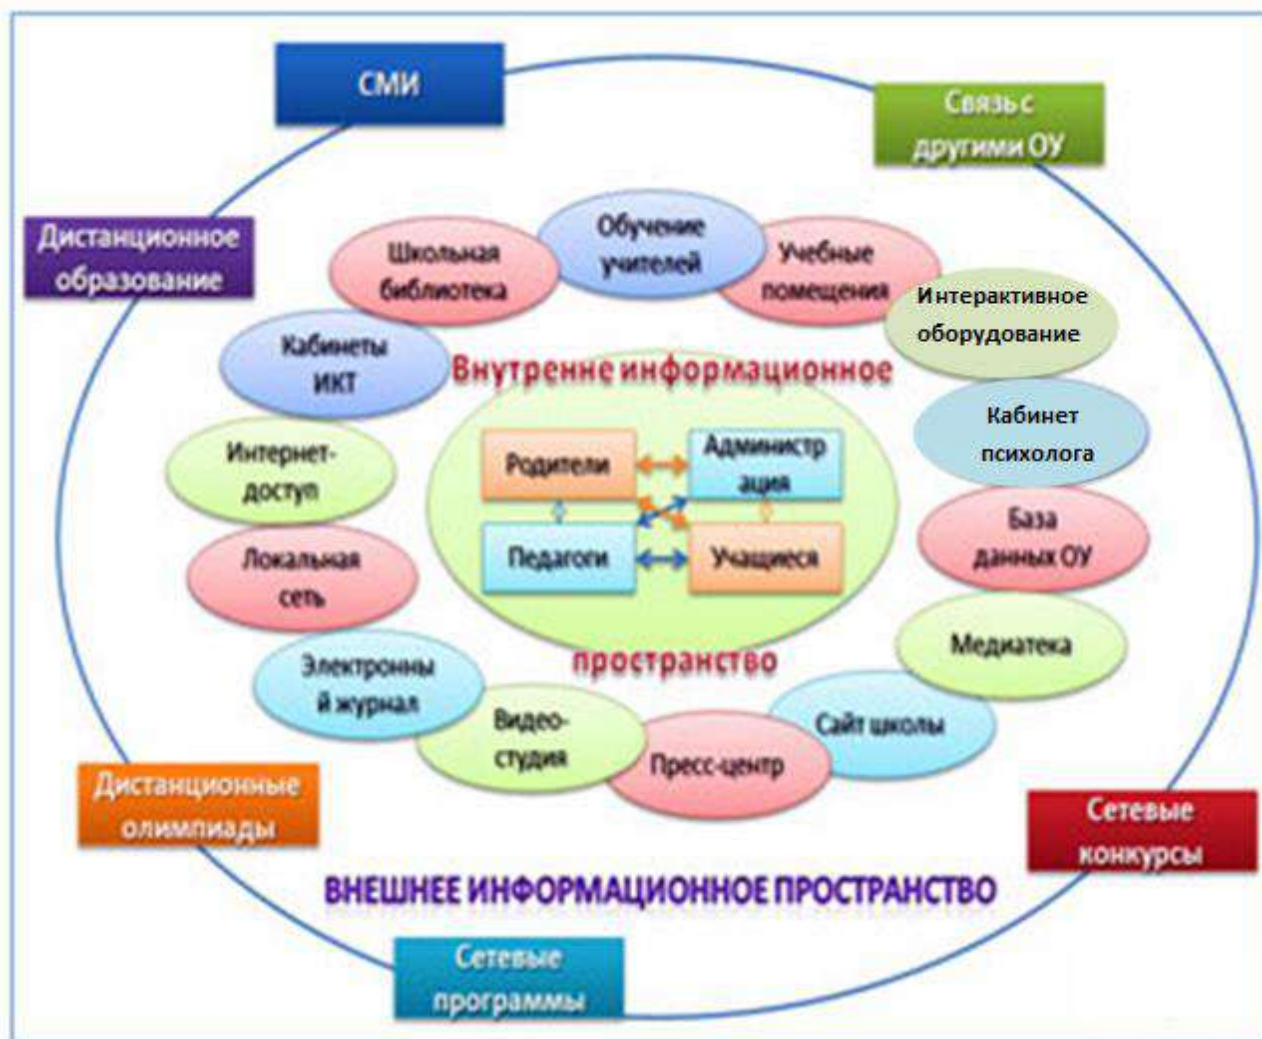 СМИ
Связь с
другими ОУ
Дистанционное
образование
Обучение
учителей
Школьная
библиотека
Учебные
помещения
Интерактивное
оборудование
Кабинеты
ИКТ
Внутренне информационное
Кабинет
психолога
Интернет-
доступ
Родители
Администр
ация
База
данных ОУ
Педагоги
Учащиеся
Локальная
сеть
Медиатека
пространство
Электронны
й журнал
Видео-
студия
Пресс-центр
Сайт школы
Дистанционные
олимпиады
Сетевые
конкурсы
ВНЕШНЕЕ ИНФОРМАЦИОННОЕ ПРОСТРАНСТВО
Сетевые
программы